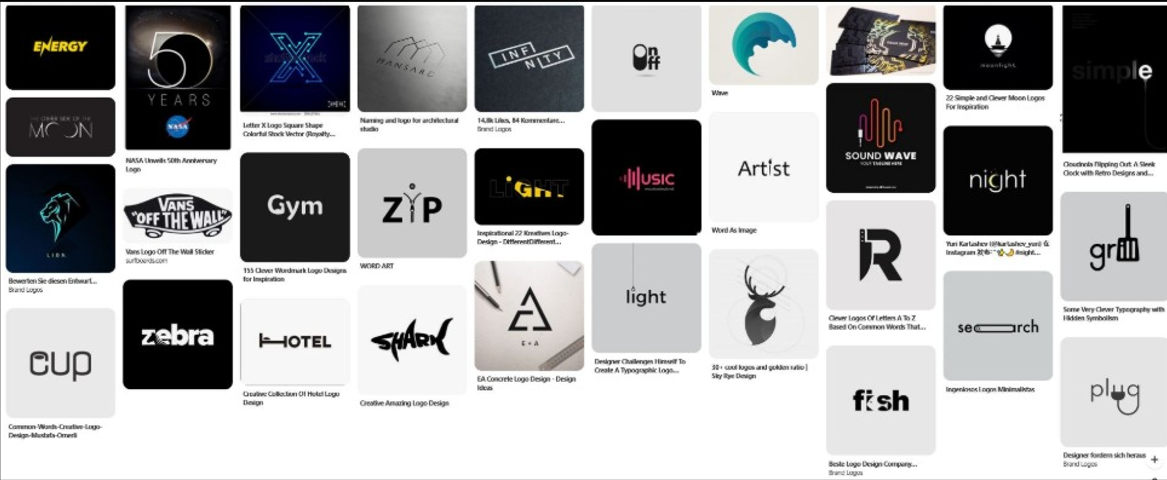 ENERGY
THE OTHER SIDE OF THE
MOON
LION
Bewerten Sie diesen Entwurf...
Brand Logos
cup
Common-Words-Creative-Logo-
Design-Mustafa-Omerli
50
YEARS
NASA
NASA Unveils 50th Anniversary
Logo
VANS
"OFF THE WALL"
Vans Logo Off The Wall Sticker
surfboards.com
zebra
X
Letter X Logo Square Shape
Colorful Stock Vector (Royalty...
Gym
155 Clever Wordmark Logo Designs
for Inspiration
HOTEL
Creative Collection Of Hotel Logo
Design
MANSARD
Naming and logo for architectural
studio
ZIP
WORD ART
SHARK
Creative Amazing Logo Design
INFI
NITY
14,8k Likes, 84 Kommentare...
Brand Logos
LIGHT
Inspirational 22 Kreatives Logo-
Design - DifferentDifferent...
E+A
EA Concrete Logo Design - Design
Ideas
On
Off
MUSIC
light
Designer Challenges Himself To
Create A Typographic Logo...
Wave
Artist
Word As Image
50+ cool logos and golden ratio |
Sky Rye Design
SOUND WAVE
YOUR TAGLINE HERE
R
Clever Logos Of Letters A To Z
Based On Common Words That...
fish
Beste Logo Design Company...
Brand Logos
moonlight.
22 Simple and Clever Moon Logos
For Inspiration
night
Yuri Kartashev (@kartashev_yuri) &
Instagram
search
Ingeniosos Logos Minimalistas
simple
Cloudnola Flipping Out: A Sleek
Clock with Retro Designs and...
grill
Some Very Clever Typography with
Hidden Symbolism
plug
Designer fordern sich heraus
Brand Logos